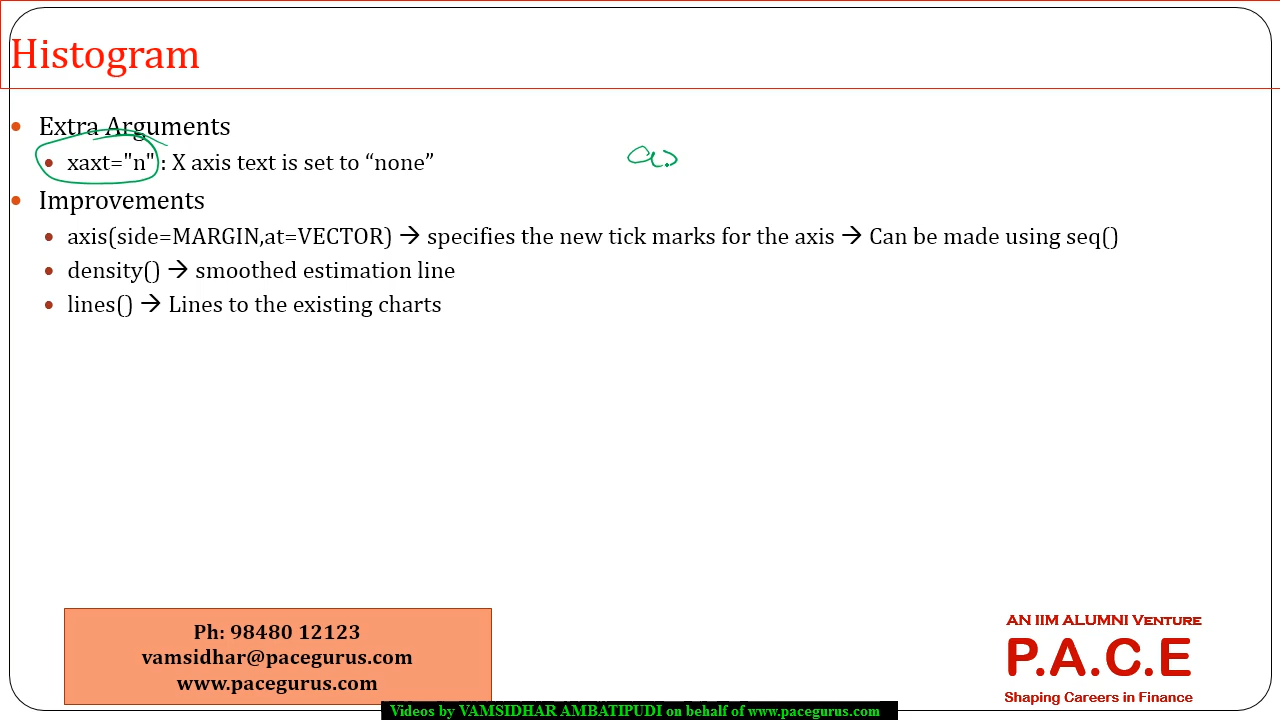 Histogram
Extra Arguments
xaxt="n" : X axis text is set to “none”
Improvements
axis(side=MARGIN,at=VECTOR) → specifies the new tick marks for the axis → Can be made using seq()
density() → smoothed estimation line
lines() → Lines to the existing charts
Ph: 98480 12123
vamsidhar@pacegurus.com
www.pacegurus.com
AN IIM ALUMNI VENTURE
P.A.C.E
Shaping Careers in Finance
Videos by VAMSIDHAR AMBATIPUDI on behalf of www.pacegurus.com